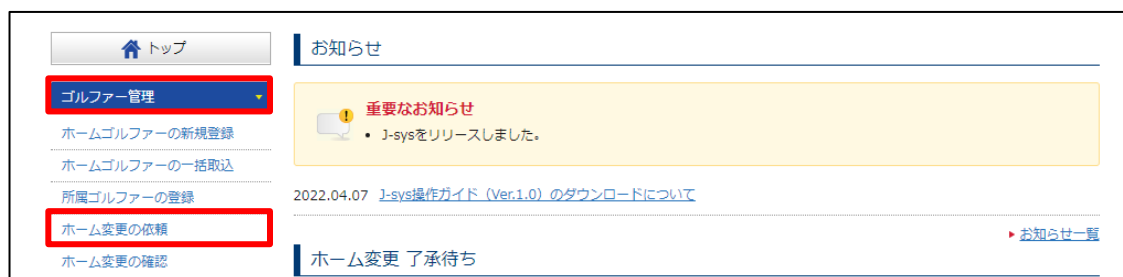 トップ
ゴルファー管理
ホームゴルファーの新規登録
ホームゴルファーの一括取込
所属ゴルファーの登録
ホーム変更の依頼
ホーム変更の確認
お知らせ
重要なお知らせ
• J-sysをリリースしました。
2022.04.07 J-sys操作ガイド（Ver.1.0）のダウンロードについて
お知らせ一覧
ホーム変更 了承待ち